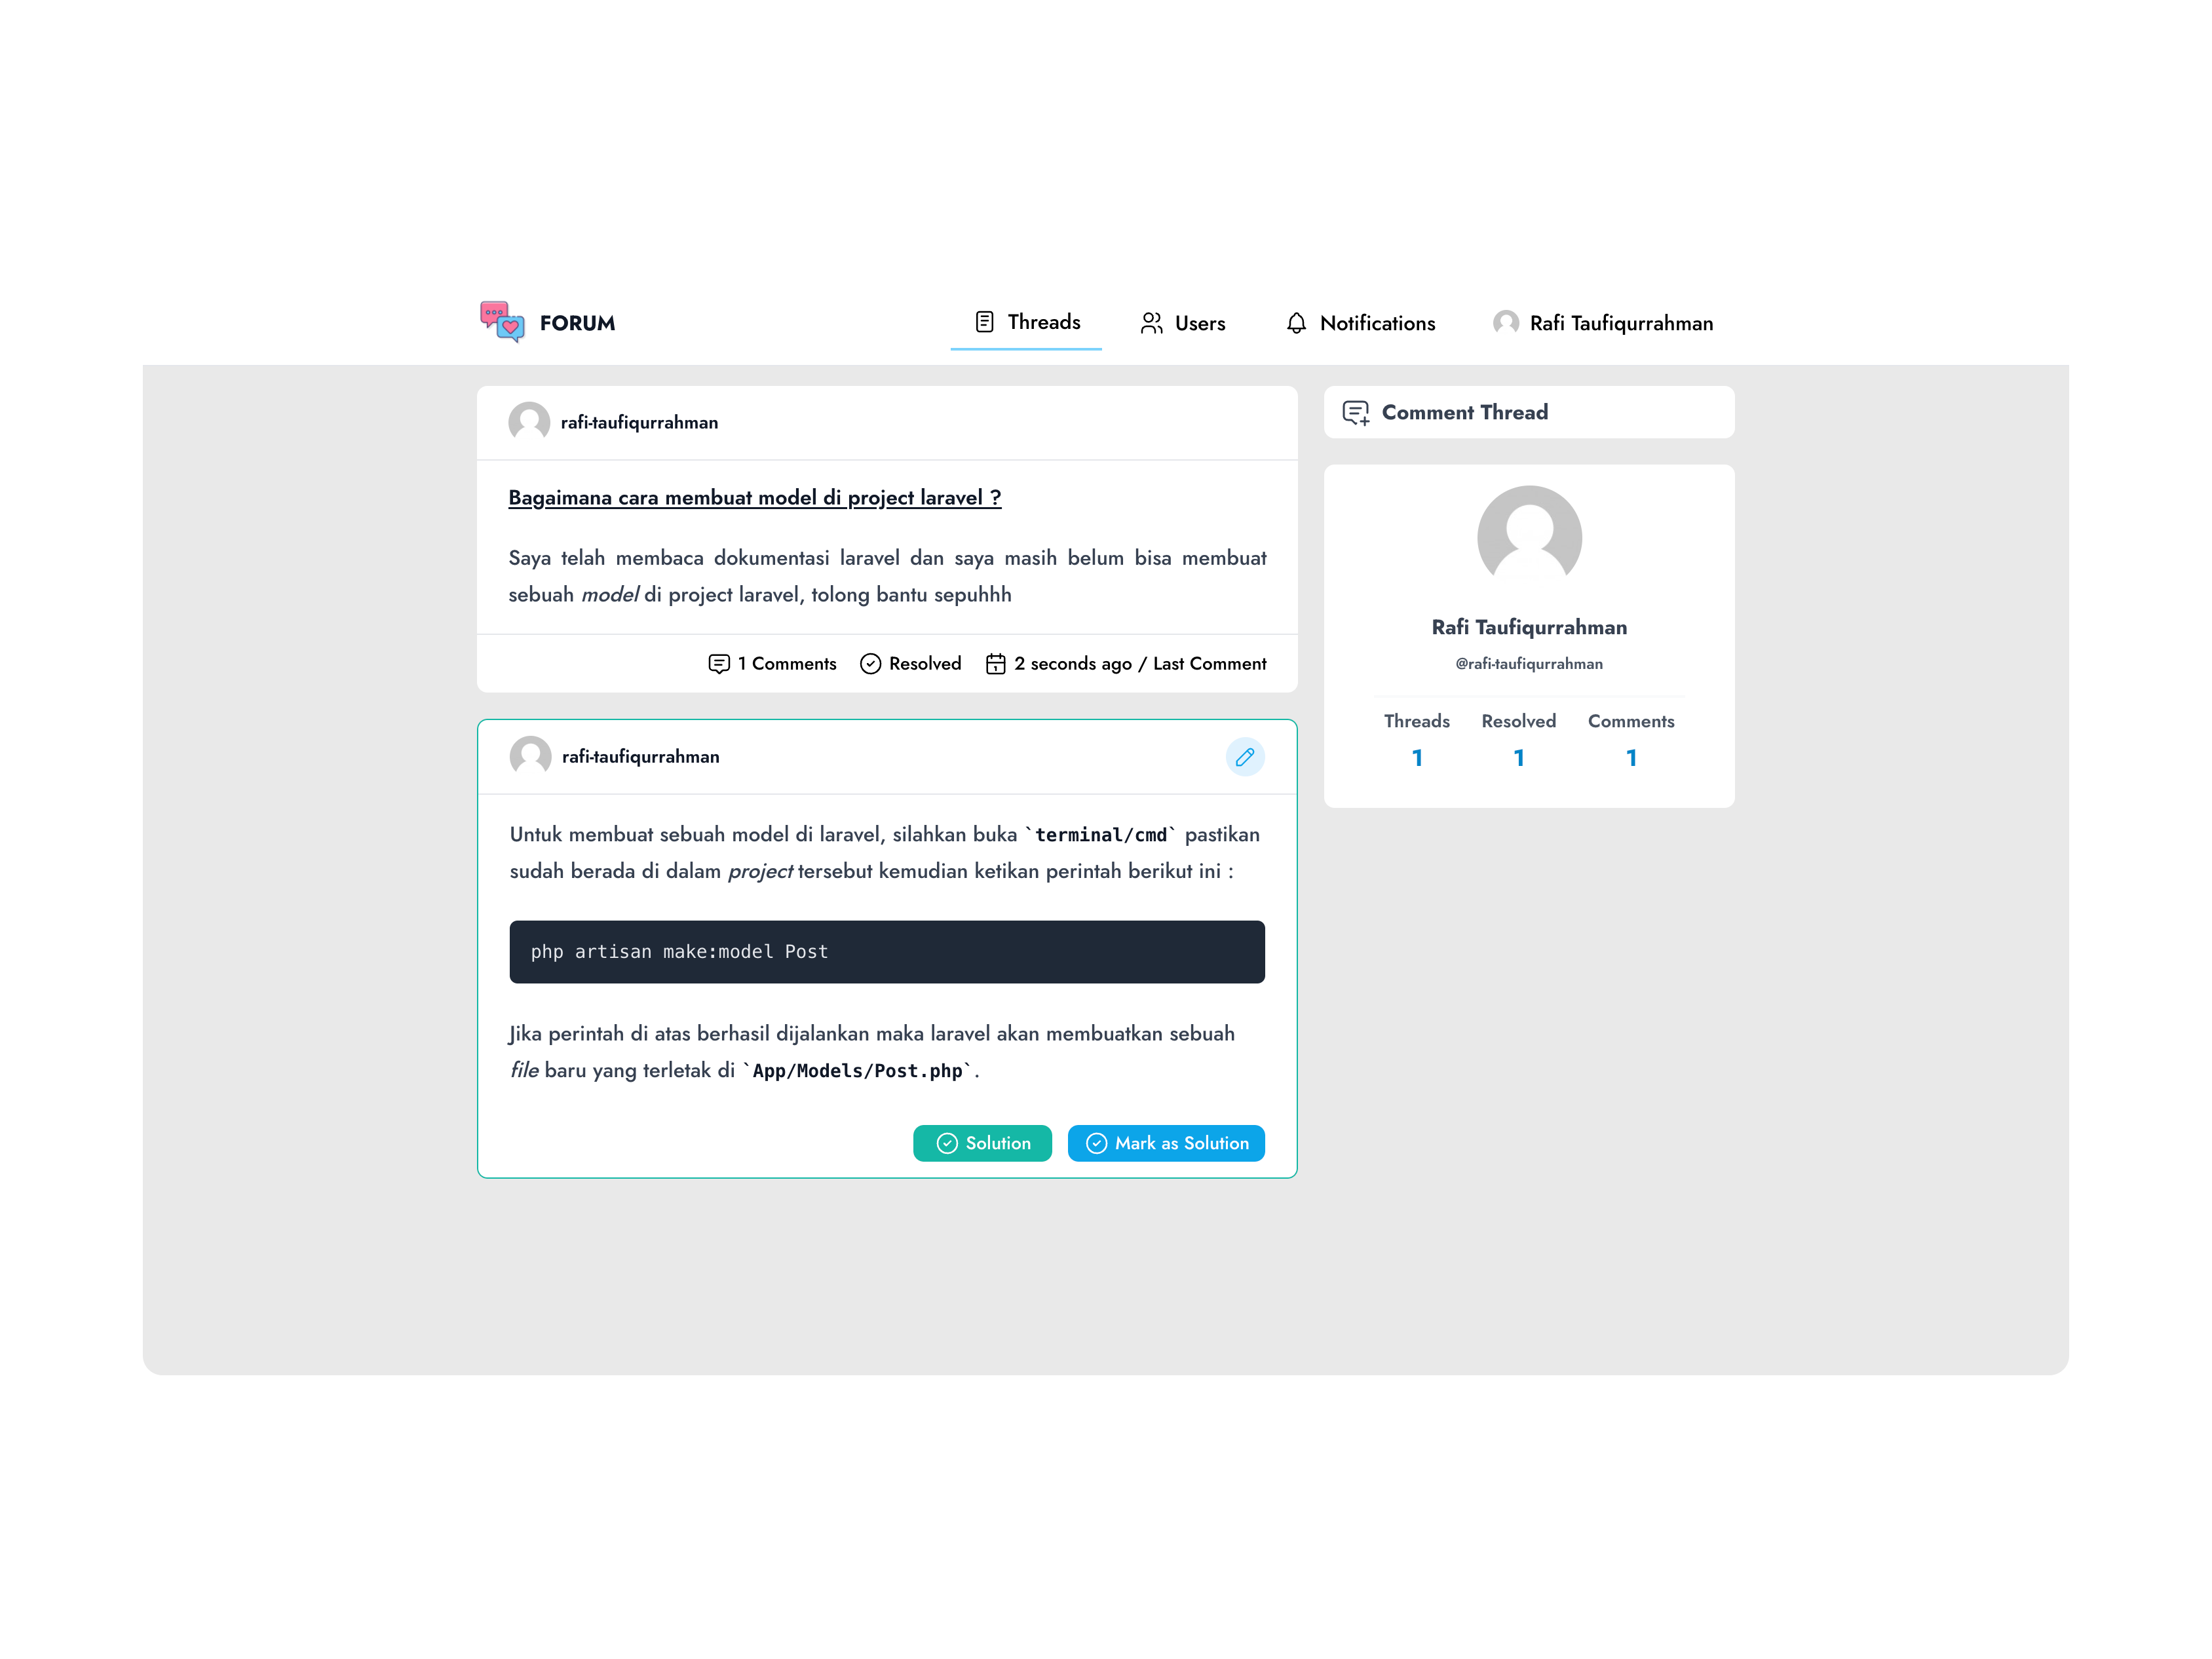 FORUM
Threads
Users
Notifications
Rafi Taufiqurrahman
rafi-taufiqurrahman
Bagaimana cara membuat model di project laravel ?
Saya telah membaca dokumentasi laravel dan saya masih belum bisa membuat
sebuah model di project laravel, tolong bantu sepuhhh
1 Comments
Resolved
2 seconds ago / Last Comment
rafi-taufiqurrahman
Untuk membuat sebuah model di laravel, silahkan buka `terminal/cmd` pastikan
sudah berada di dalam project tersebut kemudian ketikan perintah berikut ini :
php artisan make:model Post
Jika perintah di atas berhasil dijalankan maka laravel akan membuatkan sebuah
file baru yang terletak di `App/Models/Post.php`.
Solution
Mark as Solution
Comment Thread
Rafi Taufiqurrahman
@rafi-taufiqurrahman
Threads Resolved Comments
1 1 1